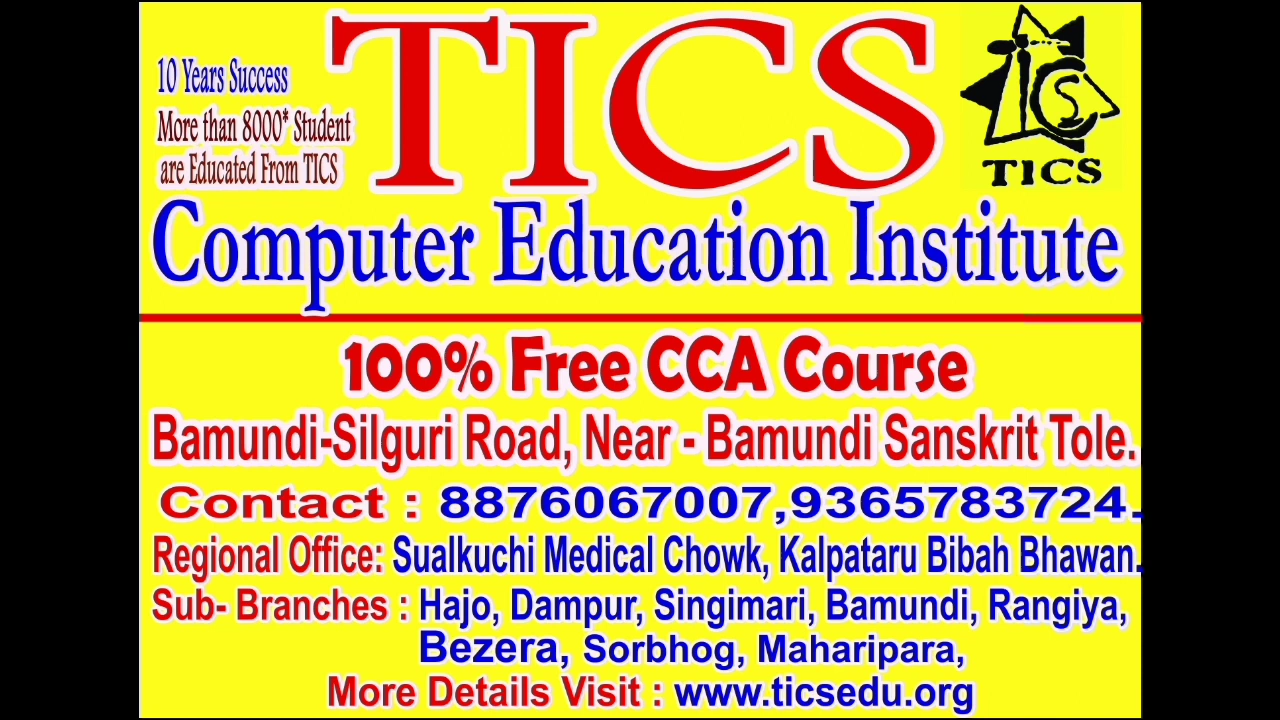 TICS
10 Years Success
More than 8000* Student
are Educated From TICS
TICS
TICS
Computer Education Institute
100% Free CCA Course
Bamundi-Silguri Road, Near - Bamundi Sanskrit Tole.
Contact : 8876067007,9365783724.
Regional Office: Sualkuchi Medical Chowk, Kalpataru Bibah Bhawan.
Sub- Branches : Hajo, Dampur, Singimari, Bamundi, Rangiya,
Bezera, Sorbhog, Maharipara,
More Details Visit : www.ticsedu.org